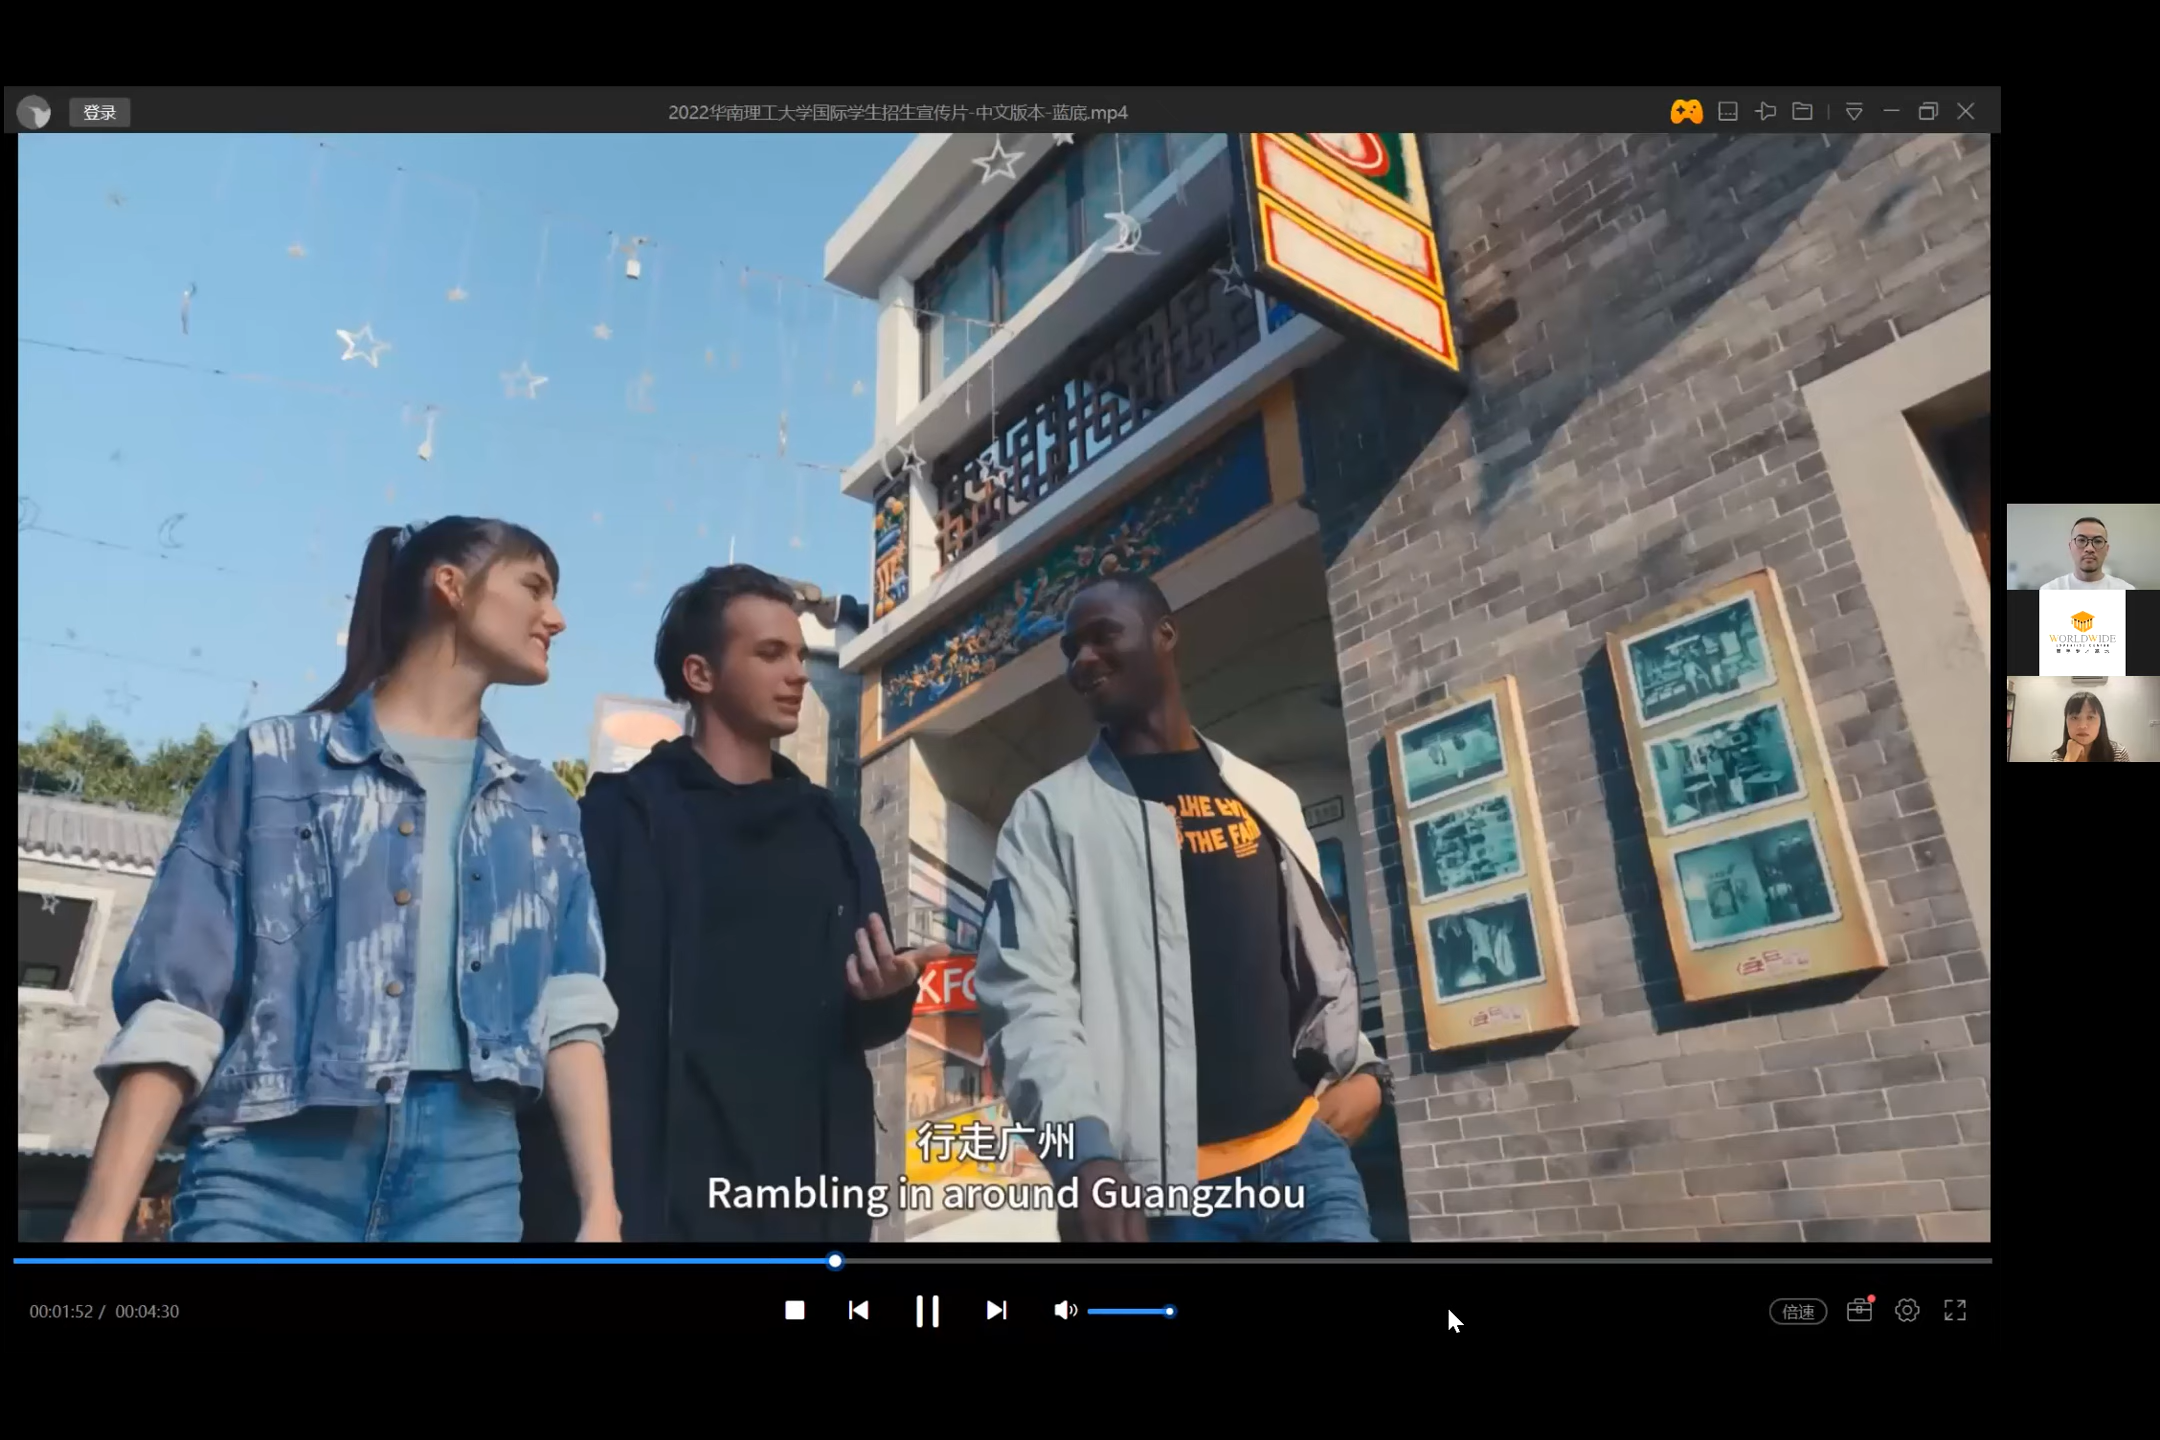 登录
2022华南理工大学国际学生招生宣传片-中文版本-蓝底.mp4
THE
THE
KFC
行走广州
Rambling in around Guangzhou
00:01:52 / 00:04:30
倍速
WORLDWIDE